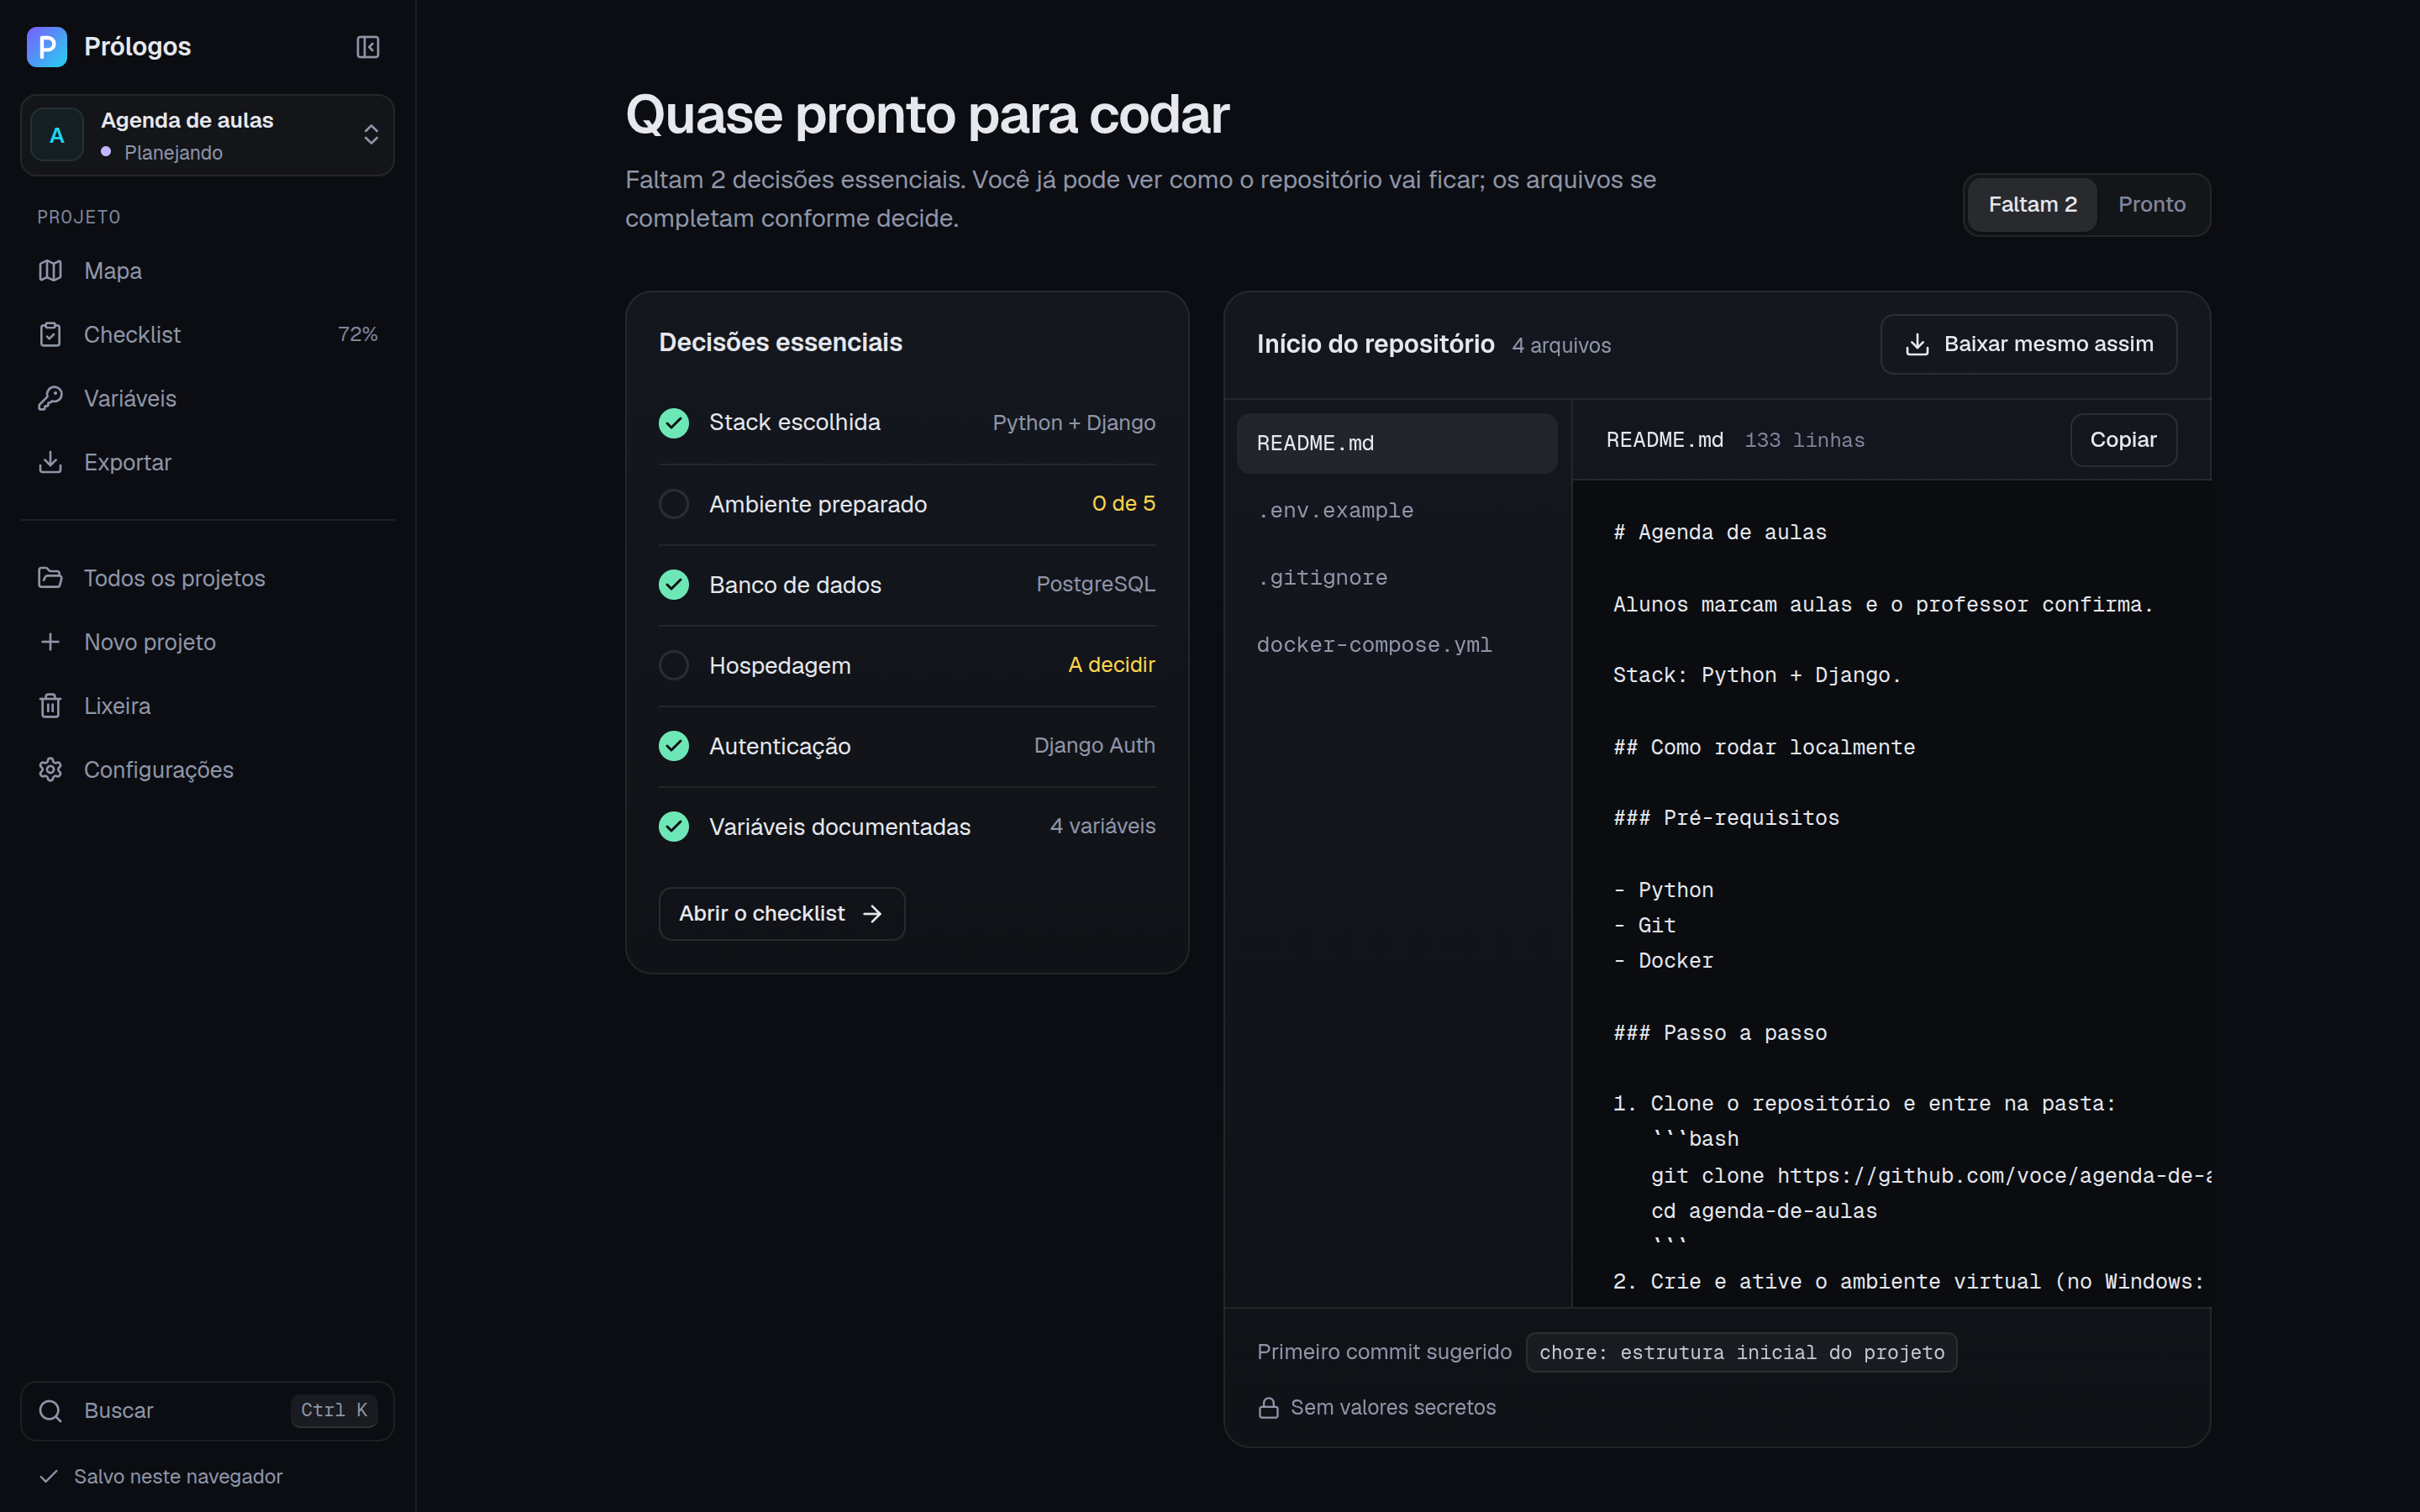 P Prólogos
A Agenda de aulas
Planejando
PROJETO
Mapa
Checklist 72%
Variáveis
Exportar
Todos os projetos
Novo projeto
Lixeira
Configurações
Buscar Ctrl K
Salvo neste navegador
Quase pronto para codar
Faltam 2 decisões essenciais. Você já pode ver como o repositório vai ficar; os arquivos se
completam conforme decide.
Faltam 2 Pronto
Decisões essenciais
Stack escolhida Python + Django
Ambiente preparado 0 de 5
Banco de dados PostgreSQL
Hospedagem A decidir
Autenticação Django Auth
Variáveis documentadas 4 variáveis
Abrir o checklist
Início do repositório 4 arquivos
Baixar mesmo assim
README.md
.env.example
.gitignore
docker-compose.yml
README.md 133 linhas
Copiar
# Agenda de aulas
Alunos marcam aulas e o professor confirma.
Stack: Python + Django.
## Como rodar localmente
### Pré-requisitos
- Python
- Git
- Docker
### Passo a passo
1. Clone o repositório e entre na pasta:
```bash
git clone https://github.com/voce/agenda-de-a
cd agenda-de-aulas
```
2. Crie e ative o ambiente virtual (no Windows:
Primeiro commit sugerido chore: estrutura inicial do projeto
Sem valores secretos